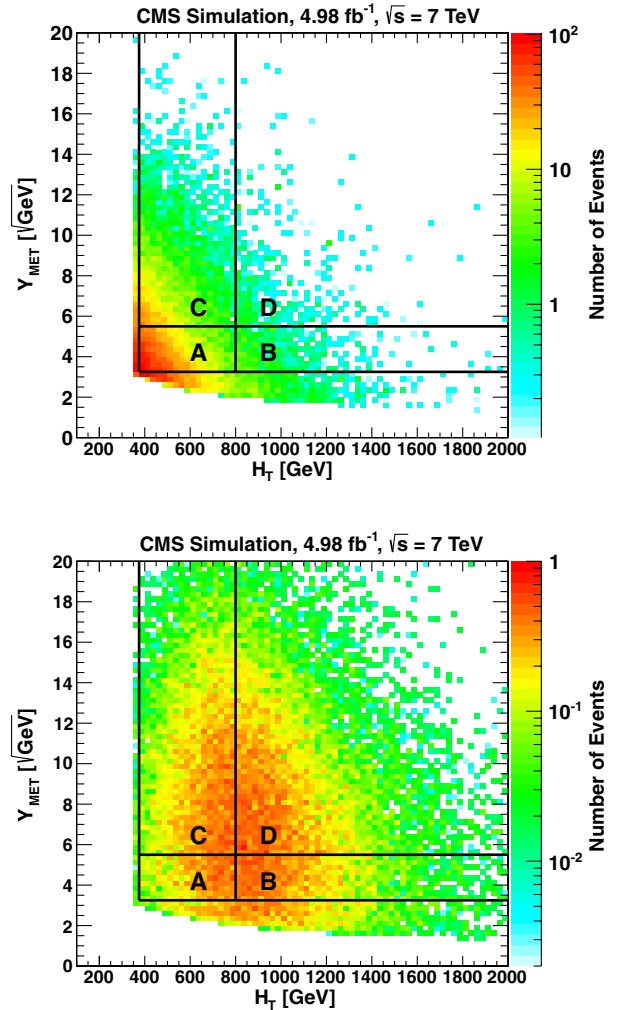 CMS Simulation, 4.98 fb⁻¹, √s = 7 TeV
20
18
16
14
12
10
8
6
4
2
0
Y_MET [√GeV]
C D
A B
200 400 600 800 1000 1200 1400 1600 1800 2000
H_T [GeV]
10²
10
1
Number of Events
CMS Simulation, 4.98 fb⁻¹, √s = 7 TeV
20
18
16
14
12
10
8
6
4
2
0
Y_MET [√GeV]
C D
A B
200 400 600 800 1000 1200 1400 1600 1800 2000
H_T [GeV]
1
10⁻¹
10⁻²
Number of Events